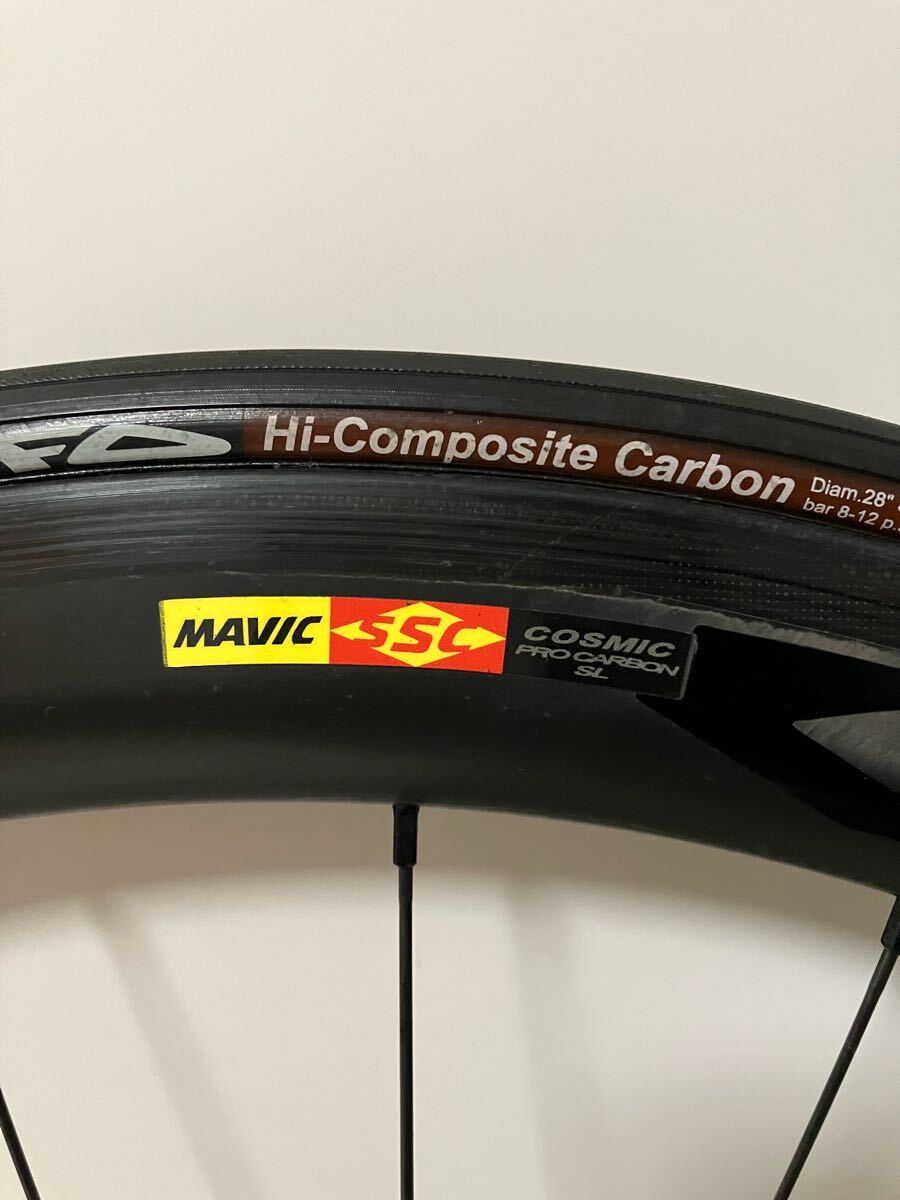 Hi-Composite Carbon
Diam.28"
bar 8-12
MAVIC SSC COSMIC
PRO CARBON
SL